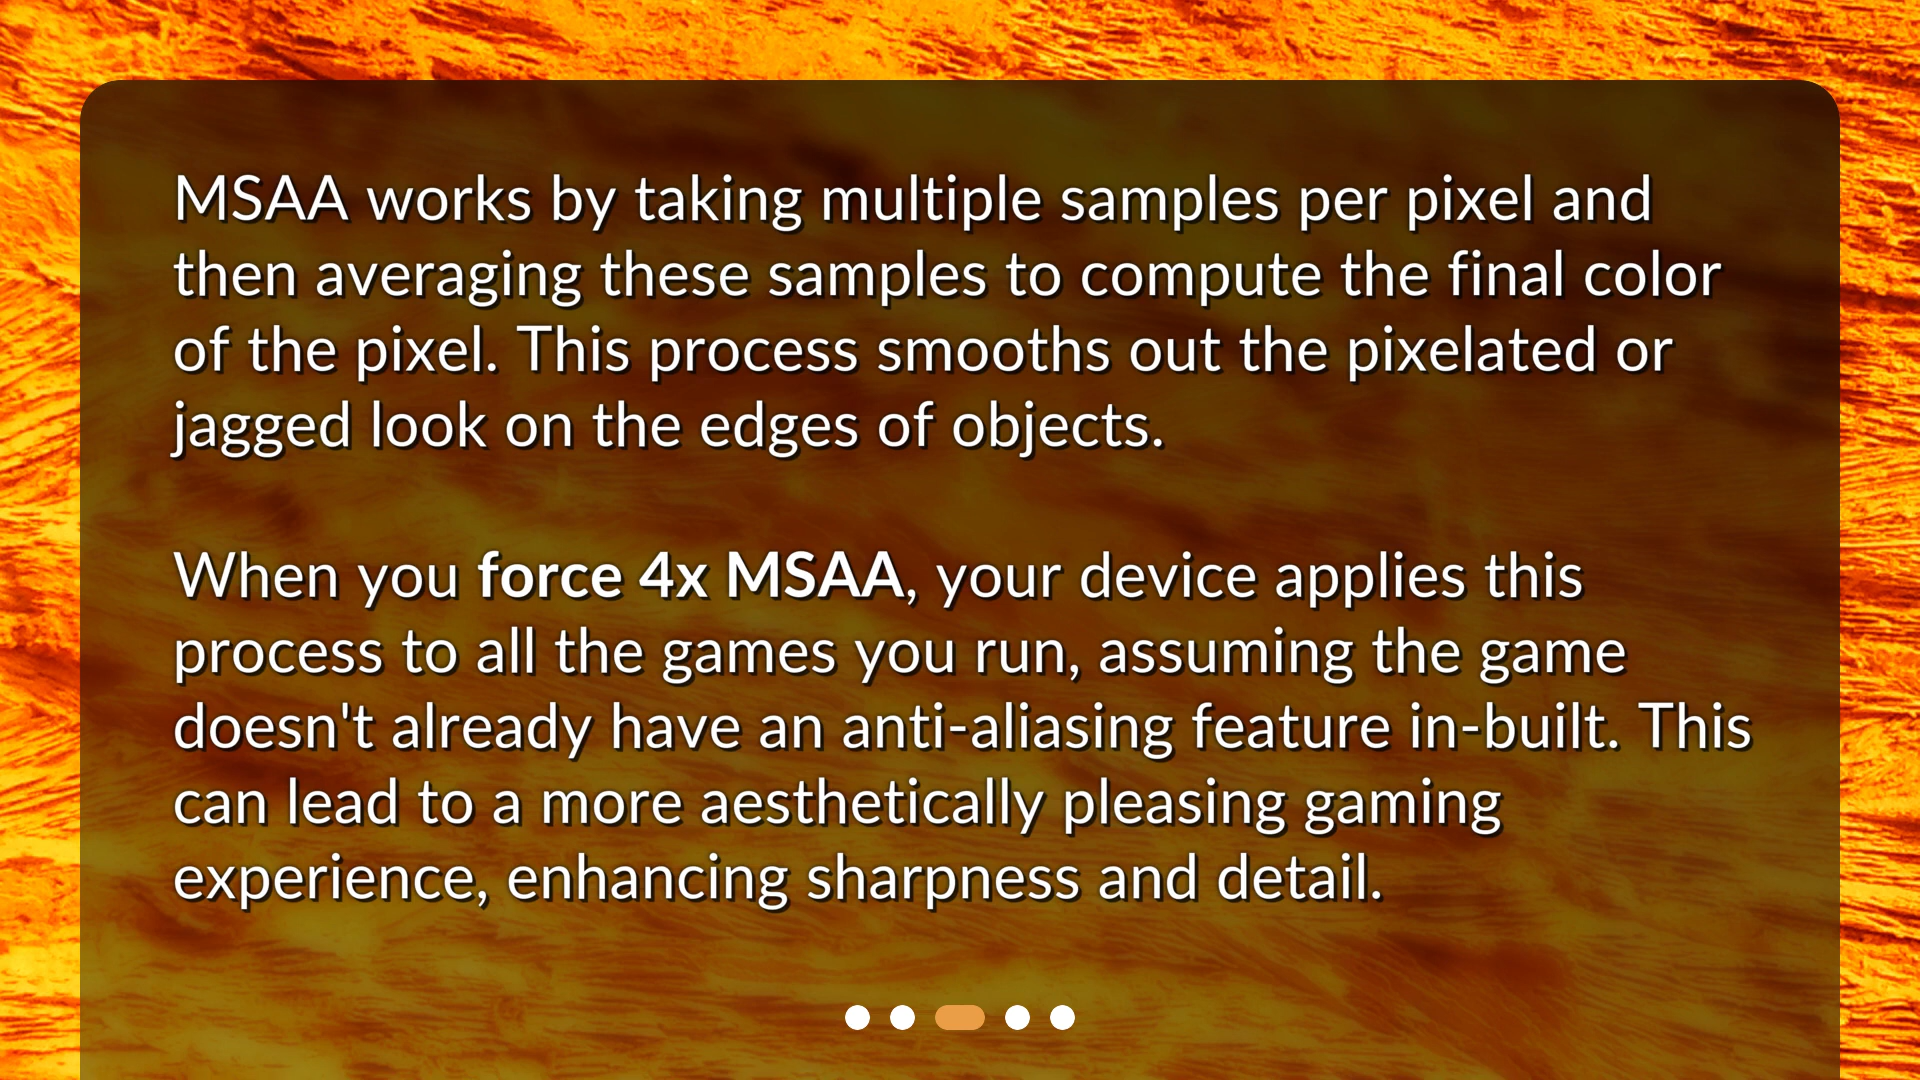 MSAA works by taking multiple samples per pixel and
then averaging these samples to compute the final color
of the pixel. This process smooths out the pixelated or
jagged look on the edges of objects.
When you force 4x MSAA, your device applies this
process to all the games you run, assuming the game
doesn't already have an anti-aliasing feature in-built. This
can lead to a more aesthetically pleasing gaming
experience, enhancing sharpness and detail.